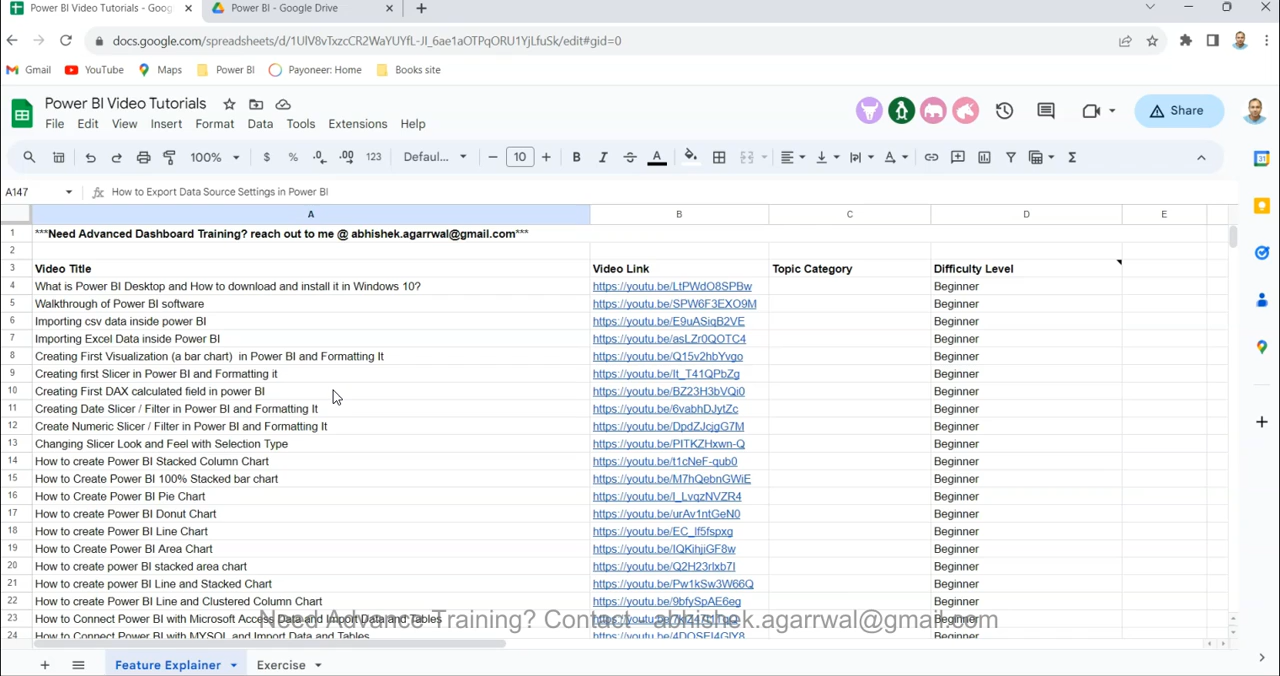 Power BI Video Tutorials - Goog
Power BI - Google Drive
docs.google.com/spreadsheets/d/1UlV8vTxzcCR2WaYUYfL-JI_6ae1aOTPqORU1YjLfuSk/edit#gid=0
Gmail YouTube Maps Power BI Payoneer: Home Books site
Power BI Video Tutorials
File Edit View Insert Format Data Tools Extensions Help
Share
100% $ % .0 .00 123 Defaul... 10
A147 fx How to Export Data Source Settings in Power BI
A B C D E
1 ***Need Advanced Dashboard Training? reach out to me @ abhishek.agarrwal@gmail.com***
2
3 Video Title Video Link Topic Category Difficulty Level
4 What is Power BI Desktop and How to download and install it in Windows 10? https://youtu.be/LtPWdO8SPBw Beginner
5 Walkthrough of Power BI software https://youtu.be/SPW6F3EXO9M Beginner
6 Importing csv data inside power BI https://youtu.be/E9uASiqB2VE Beginner
7 Importing Excel Data inside Power BI https://youtu.be/asLZr0QOTC4 Beginner
8 Creating First Visualization (a bar chart) in Power BI and Formatting It https://youtu.be/Q15v2hbYvgo Beginner
9 Creating first Slicer in Power BI and Formatting it https://youtu.be/It_T41QPbZg Beginner
10 Creating First DAX calculated field in power BI https://youtu.be/BZ23H3bVQi0 Beginner
11 Creating Date Slicer / Filter in Power BI and Formatting It https://youtu.be/6vabhDJytZc Beginner
12 Create Numeric Slicer / Filter in Power BI and Formatting It https://youtu.be/DpdZJcjgG7M Beginner
13 Changing Slicer Look and Feel with Selection Type https://youtu.be/PITKZHxwn-Q Beginner
14 How to create Power BI Stacked Column Chart https://youtu.be/t1cNeF-qub0 Beginner
15 How to Create Power BI 100% Stacked bar chart https://youtu.be/M7hQebnGWiE Beginner
16 How to Create Power BI Pie Chart https://youtu.be/I_LvqzNVZR4 Beginner
17 How to create Power BI Donut Chart https://youtu.be/urAv1ntGeN0 Beginner
18 How to create Power BI Line Chart https://youtu.be/EC_lf5fspxg Beginner
19 How to Create Power BI Area Chart https://youtu.be/IQKihjiGF8w Beginner
20 How to create power BI stacked area chart https://youtu.be/Q2H23rlxb7I Beginner
21 How to create Power BI Line and Stacked Chart https://youtu.be/Pw1kSw3W66Q Beginner
22 How to create Power BI Line and Clustered Column Chart https://youtu.be/9bfySpAE6eg Beginner
23 How to Connect Power BI with Microsoft Access Data and Import Data and Tables Beginner
Need Advance Training? Contact - abhishek.agarrwal@gmail.com
24 How to Connect Power BI with MYSQL and Import Data and Tables Beginner
Feature Explainer Exercise